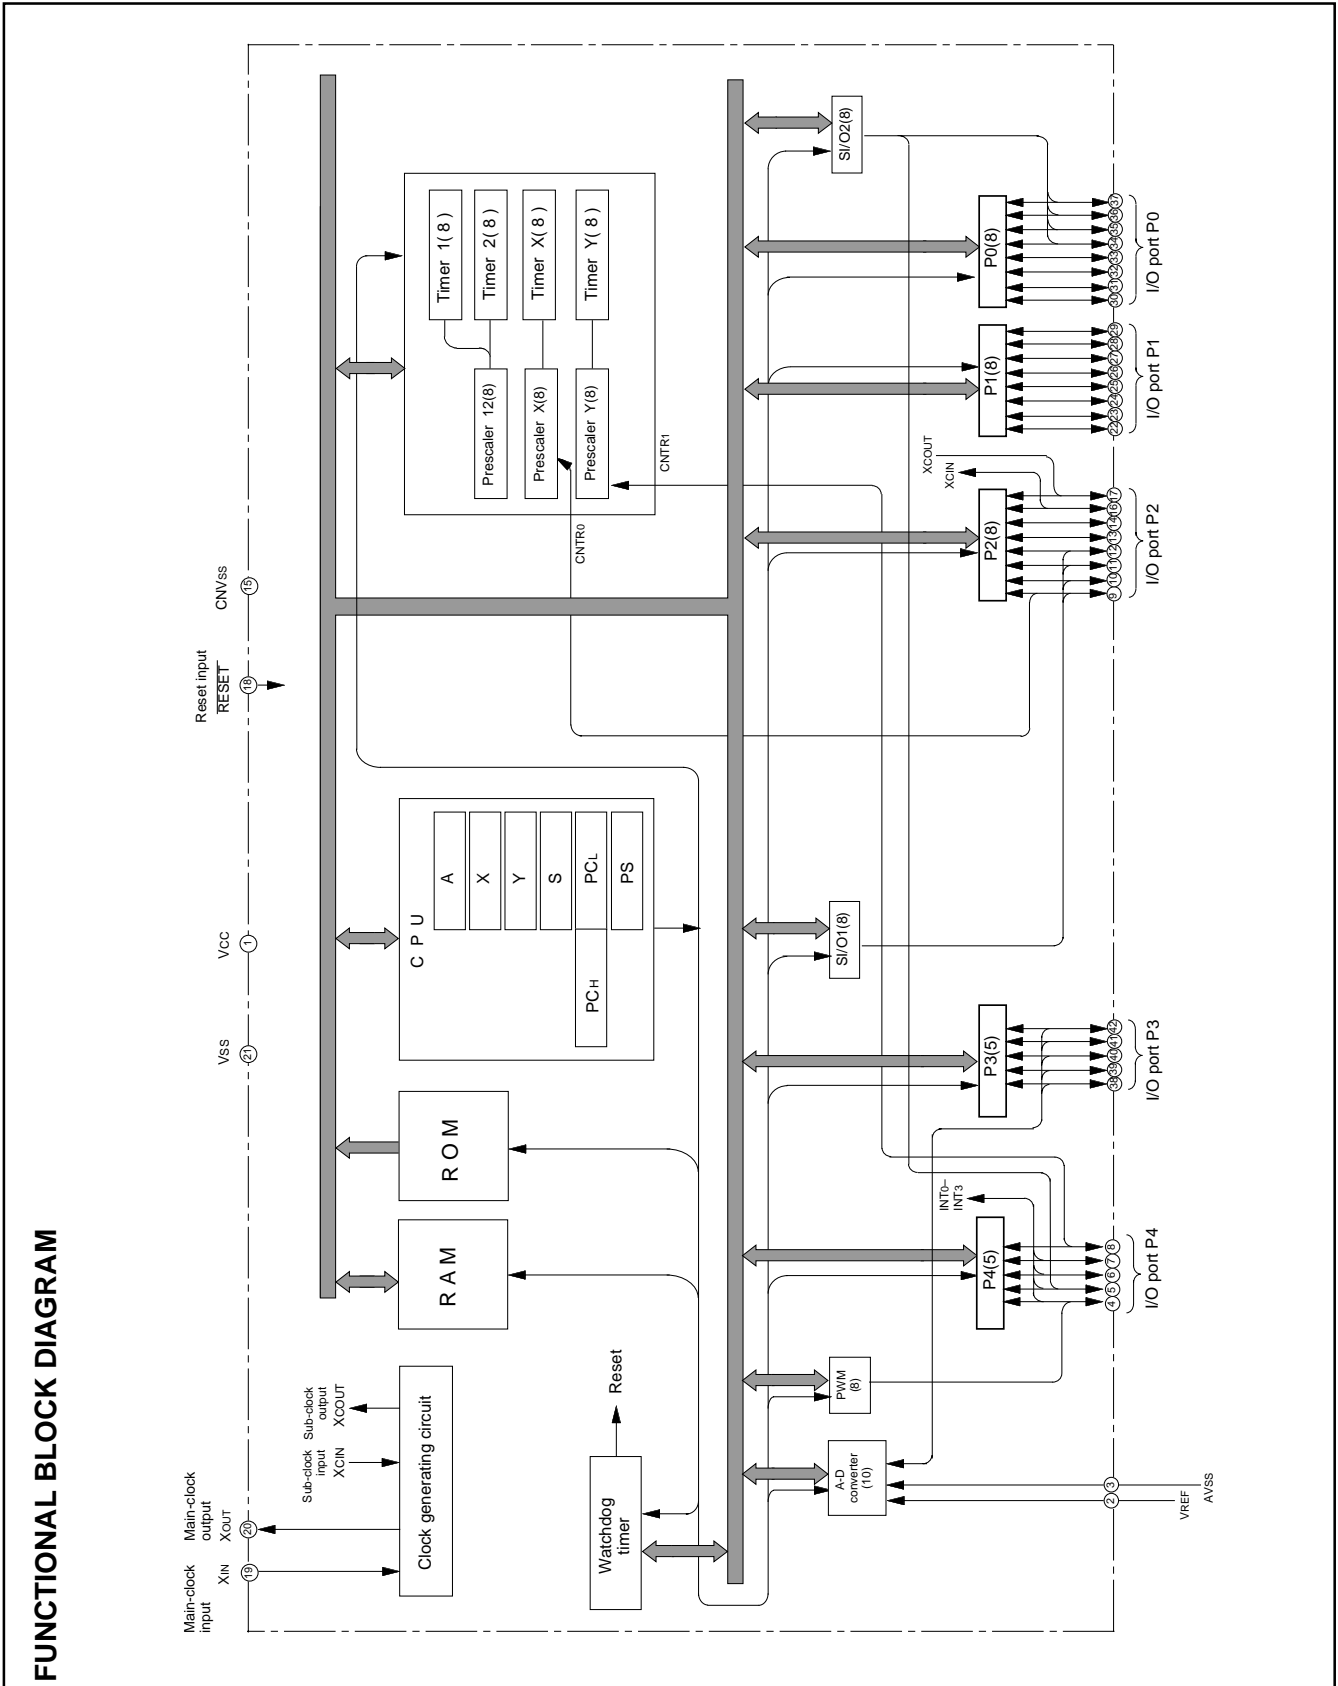 FUNCTIONAL BLOCK DIAGRAM
Main-clock
input
XIN
19
Main-clock
output
XOUT
20
Sub-clock
input
XCIN
Sub-clock
output
XCOUT
Clock generating circuit
VSS
21
VCC
1
Reset input
RESET
18
CNVSS
15
RAM
ROM
CPU
A
X
Y
S
PCH
PCL
PS
Timer 1( 8 )
Timer 2( 8 )
Timer X( 8 )
Timer Y( 8 )
Prescaler 12(8)
Prescaler X(8)
Prescaler Y(8)
CNTR0
CNTR1
Watchdog
timer
Reset
A-D
converter
(10)
PWM
(8)
SI/O1(8)
SI/O2(8)
INT0–
INT3
XCIN
XCOUT
P4(5)
P3(5)
P2(8)
P1(8)
P0(8)
2
3
VREF
AVSS
4 5 6 7 8
I/O port P4
38 39 40 41 42
I/O port P3
9 10 11 12 13 14 16 17
I/O port P2
22 23 24 25 26 27 28 29
I/O port P1
30 31 32 33 34 35 36 37
I/O port P0